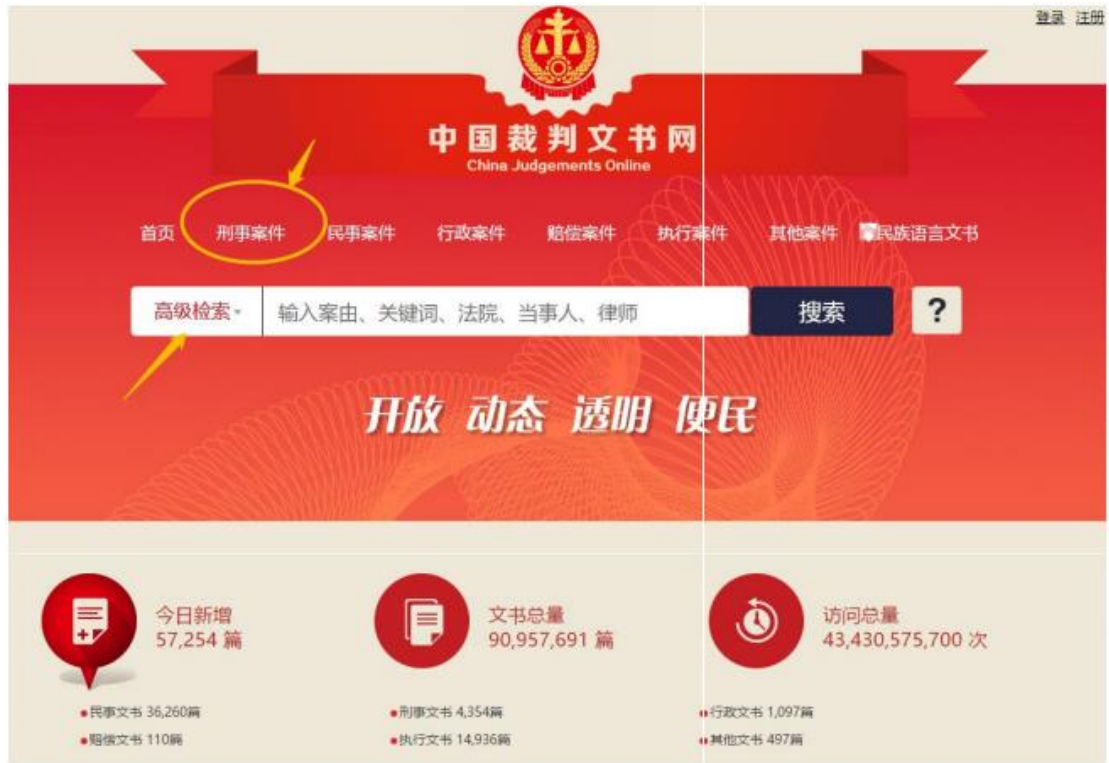 登录 注册
中国裁判文书网
China Judgements Online
首页 刑事案件 民事案件 行政案件 赔偿案件 执行案件 其他案件 民族语言文书
高级检索 输入案由、关键词、法院、当事人、律师 搜索 ?
开放 动态 透明 便民
今日新增 文书总量 访问总量
57,254 篇 90,957,691 篇 43,430,575,700 次
●民事文书 36,260篇 ●刑事文书 4,354篇 ●行政文书 1,097篇
●赔偿文书 110篇 ●执行文书 14,936篇 ●其他文书 497篇